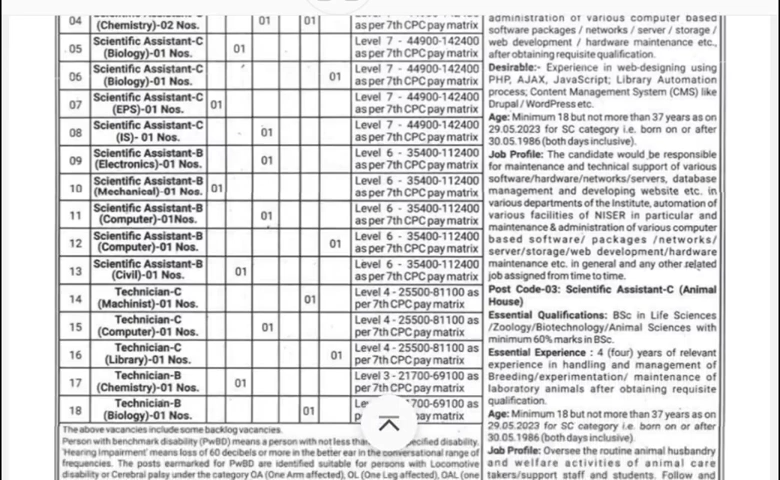 04
Scientific Assistant-C
(Chemistry)-02 Nos.
01
01
as per 7th CPC pay matrix
05
Scientific Assistant-C
(Biology)-01 Nos.
01
Level 7 - 44900-142400
as per 7th CPC pay matrix
06
Scientific Assistant-C
(Biology)-01 Nos.
01
Level 7 - 44900-142400
as per 7th CPC pay matrix
07
Scientific Assistant-C
(EPS)-01 Nos.
01
Level 7 - 44900-142400
as per 7th CPC pay matrix
08
Scientific Assistant-C
(IS)- 01 Nos.
01
Level 7 - 44900-142400
as per 7th CPC pay matrix
09
Scientific Assistant-B
(Electronics)-01 Nos.
01
Level 6 - 35400-112400
as per 7th CPC pay matrix
10
Scientific Assistant-B
(Mechanical)-01 Nos.
01
Level 6 - 35400-112400
as per 7th CPC pay matrix
11
Scientific Assistant-B
(Computer)-01Nos.
01
Level 6 - 35400-112400
as per 7th CPC pay matrix
12
Scientific Assistant-B
(Computer)-01 Nos.
01
Level 6 - 35400-112400
as per 7th CPC pay matrix
13
Scientific Assistant-B
(Civil)-01 Nos.
01
Level 6 - 35400-112400
as per 7th CPC pay matrix
14
Technician-C
(Machinist)-01 Nos.
01
Level 4 - 25500-81100 as
per 7th CPC pay matrix
15
Technician-C
(Computer)-01 Nos.
01
Level 4 - 25500-81100 as
per 7th CPC pay matrix
16
Technician-C
(Library)-01 Nos.
01
Level 4 - 25500-81100 as
per 7th CPC pay matrix
17
Technician-B
(Chemistry)-01 Nos.
01
Level 3 - 21700-69100 as
per 7th CPC pay matrix
18
Technician-B
(Biology)-01 Nos.
01
700-69100 as
pay matrix
The above vacancies include some backlog vacancies.
Person with benchmark disability (PwBD) means a person with not less specified disability.
'Hearing Impairment' means loss of 60 decibels or more in the better ear in the conversational range of
frequencies. The posts earmarked for PwBD are identified suitable for persons with Locomotive
disability or Cerebral palsy under the category OA (One Arm affected), OL (One Leg affected), OAL (one
administration of various computer based
software packages / networks / server / storage /
web development / hardware maintenance etc.,
after obtaining requisite qualification.
Desirable:- Experience in web-designing using
PHP, AJAX, JavaScript; Library Automation
process; Content Management System (CMS) like
Drupal / WordPress etc.
Age: Minimum 18 but not more than 37 years as on
29.05.2023 for SC category i.e. born on or after
30.05.1986 (both days inclusive).
Job Profile: The candidate would be responsible
for maintenance and technical support of various
software/hardware/networks/servers, database
management and developing website etc. in
various departments of the Institute, automation of
various facilities of NISER in particular and
maintenance & administration of various computer
based software/ packages /networks/
server/storage/web development/hardware
maintenance etc. in general and any other related
job assigned from time to time.
Post Code-03: Scientific Assistant-C (Animal
House)
Essential Qualifications: BSc in Life Sciences
/Zoology/Biotechnology/Animal Sciences with
minimum 60% marks in BSc.
Essential Experience : 4 (four) years of relevant
experience in handling and management of
Breeding/experimentation/ maintenance of
laboratory animals after obtaining requisite
qualification.
Age: Minimum 18 but not more than 37 years as on
29.05.2023 for SC category i.e. born on or after
30.05.1986 (both days inclusive).
Job Profile: Oversee the routine animal husbandry
and welfare activities of animal care
takers/support staff and students. Follow and